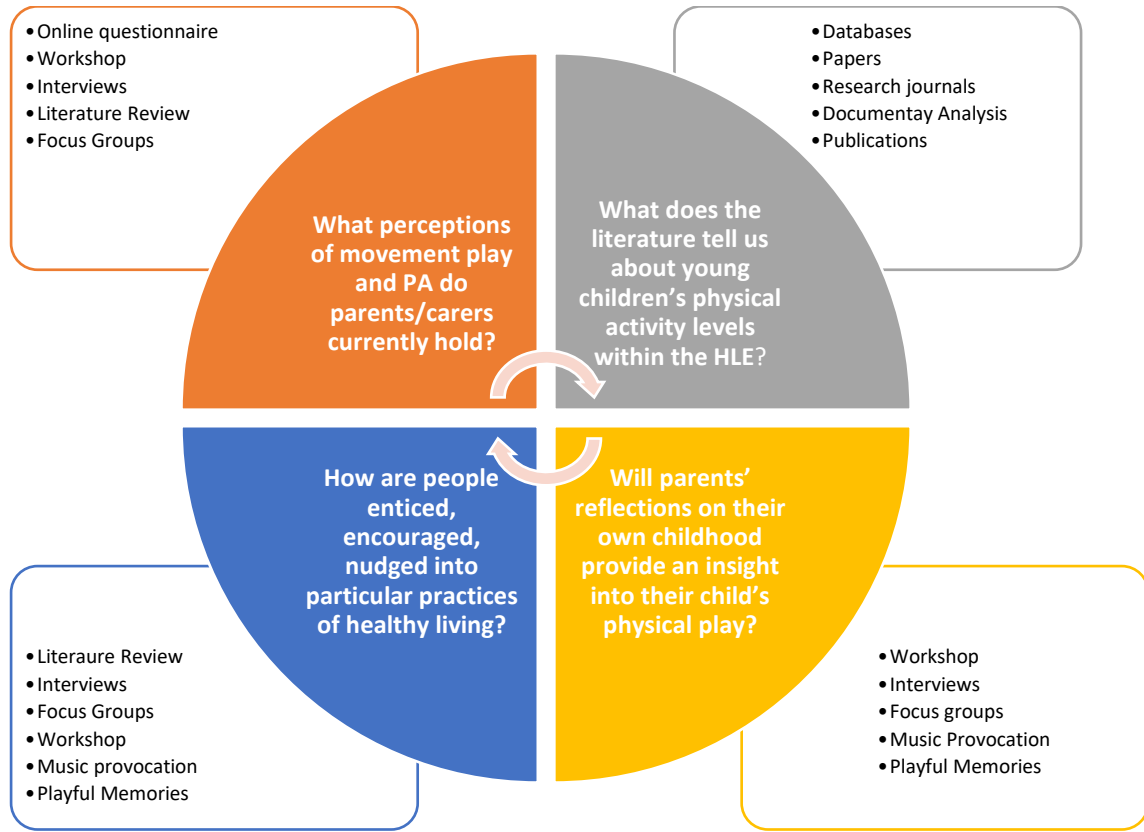 •Online questionnaire
•Workshop
•Interviews
•Literature Review
•Focus Groups
•Databases
•Papers
•Research journals
•Documentay Analysis
•Publications
What perceptions
of movement play
and PA do
parents/carers
currently hold?
What does the
literature tell us
about young
children’s physical
activity levels
within the HLE?
How are people
enticed,
encouraged,
nudged into
particular practices
of healthy living?
Will parents’
reflections on their
own childhood
provide an insight
into their child’s
physical play?
•Literaure Review
•Interviews
•Focus Groups
•Workshop
•Music provocation
•Playful Memories
•Workshop
•Interviews
•Focus groups
•Music Provocation
•Playful Memories